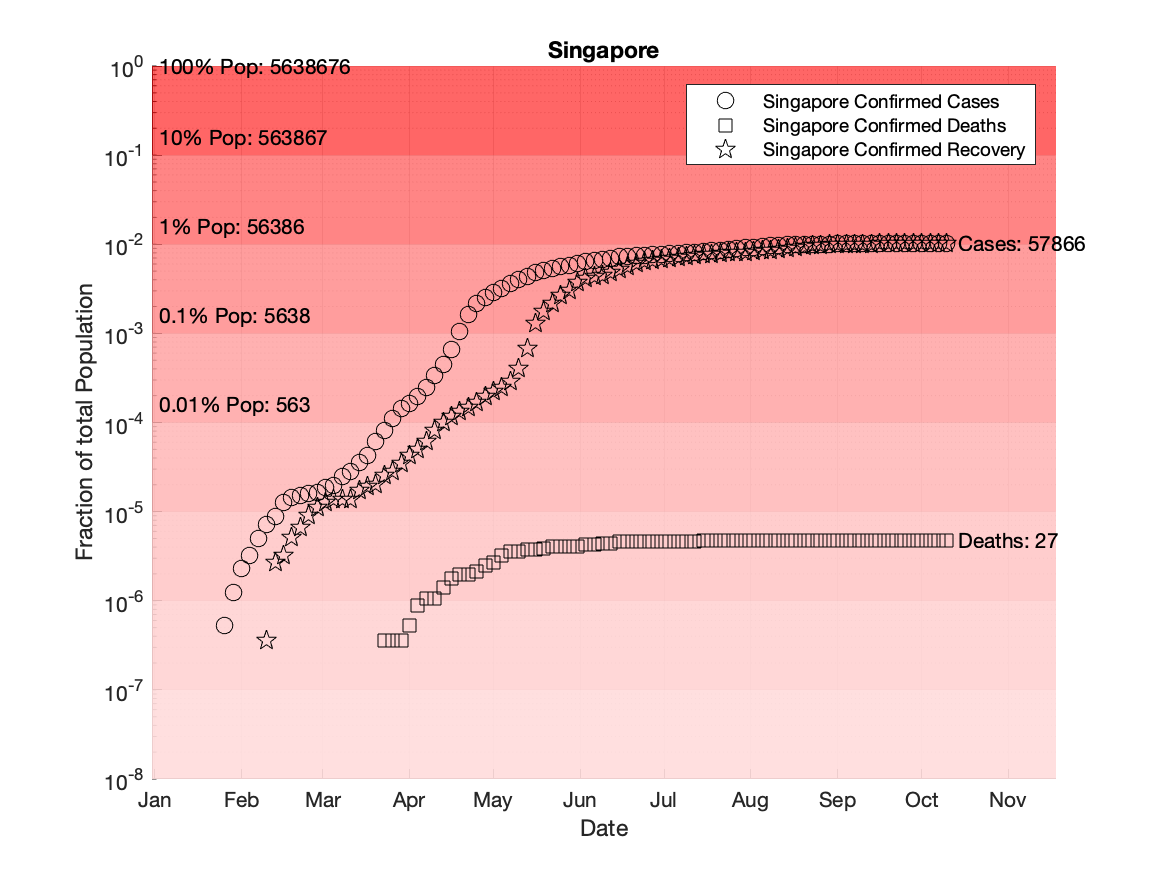 Singapore
10^0
100% Pop: 5638676
Singapore Confirmed Cases
Singapore Confirmed Deaths
Singapore Confirmed Recovery
10% Pop: 563867
10^-1
1% Pop: 56386
10^-2
Cases: 57866
0.1% Pop: 5638
10^-3
0.01% Pop: 563
10^-4
Fraction of total Population
10^-5
Deaths: 27
10^-6
10^-7
10^-8
Jan Feb Mar Apr May Jun Jul Aug Sep Oct Nov
Date